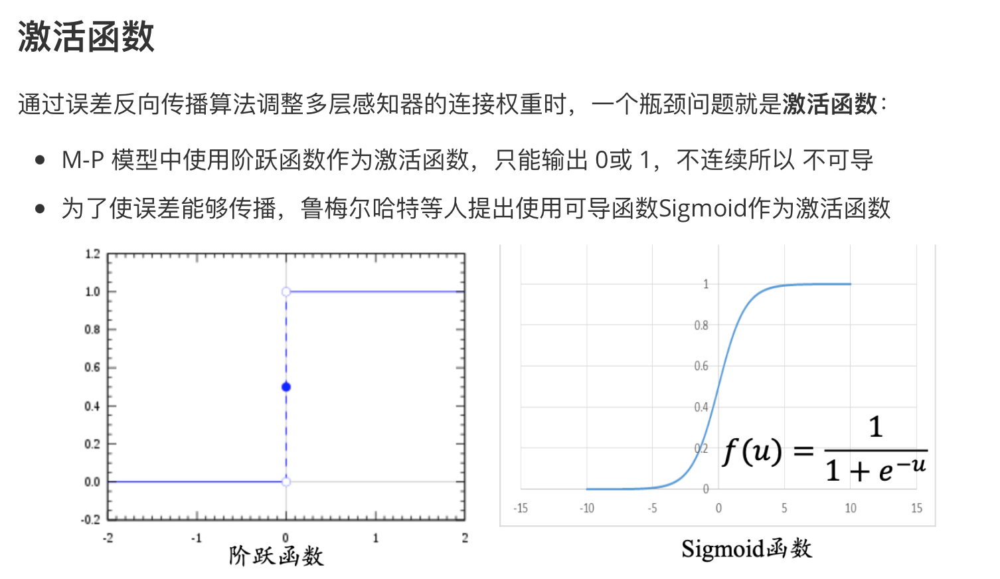 激活函数
通过误差反向传播算法调整多层感知器的连接权重时，一个瓶颈问题就是激活函数：
M-P 模型中使用阶跃函数作为激活函数，只能输出 0或 1，不连续所以 不可导
为了使误差能够传播，鲁梅尔哈特等人提出使用可导函数Sigmoid作为激活函数
1.2
1.0
0.8
0.6
0.4
0.2
0.0
-0.2
-2 -1 0 1 2
阶跃函数
1
0.8
0.6
0.4
0.2
0
-15 -10 -5 0 5 10 15
f(u) = 1 / (1 + e^{-u})
Sigmoid函数